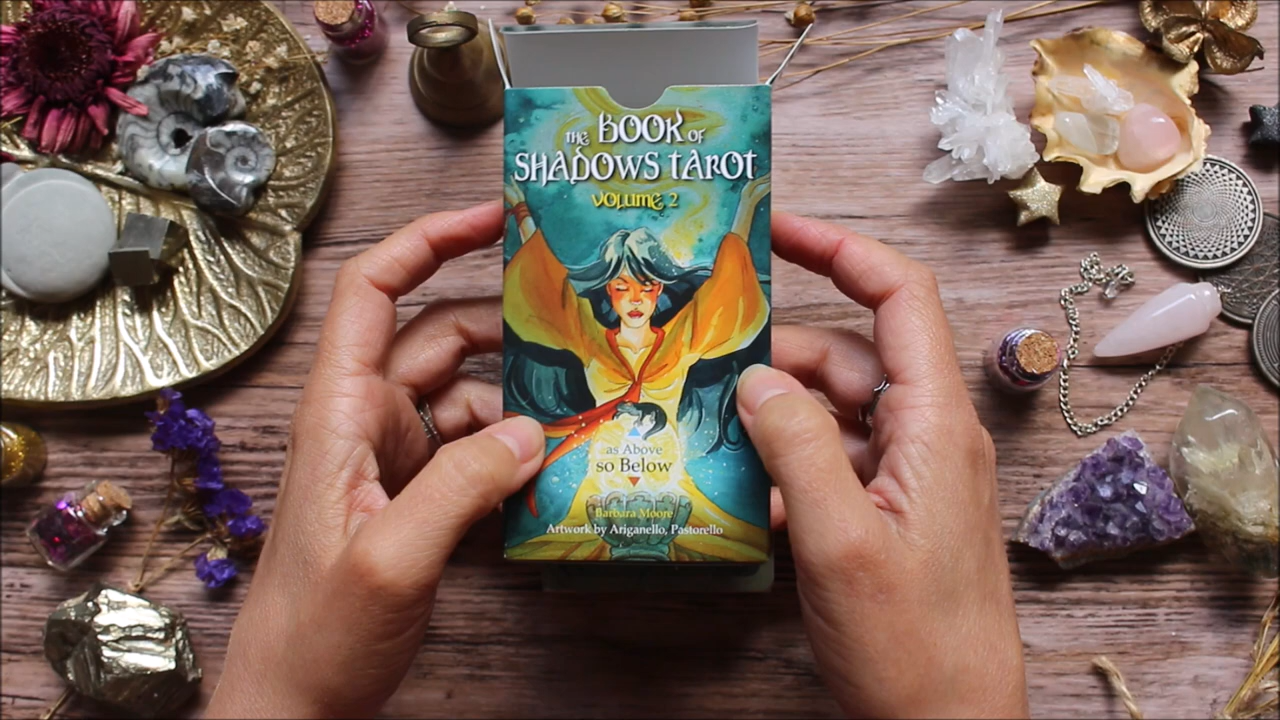 the BOOK of
SHADOWS TAROT
VOLUME 2
as Above
so Below
Barbara Moore
Artwork by Ariganello, Pastorello